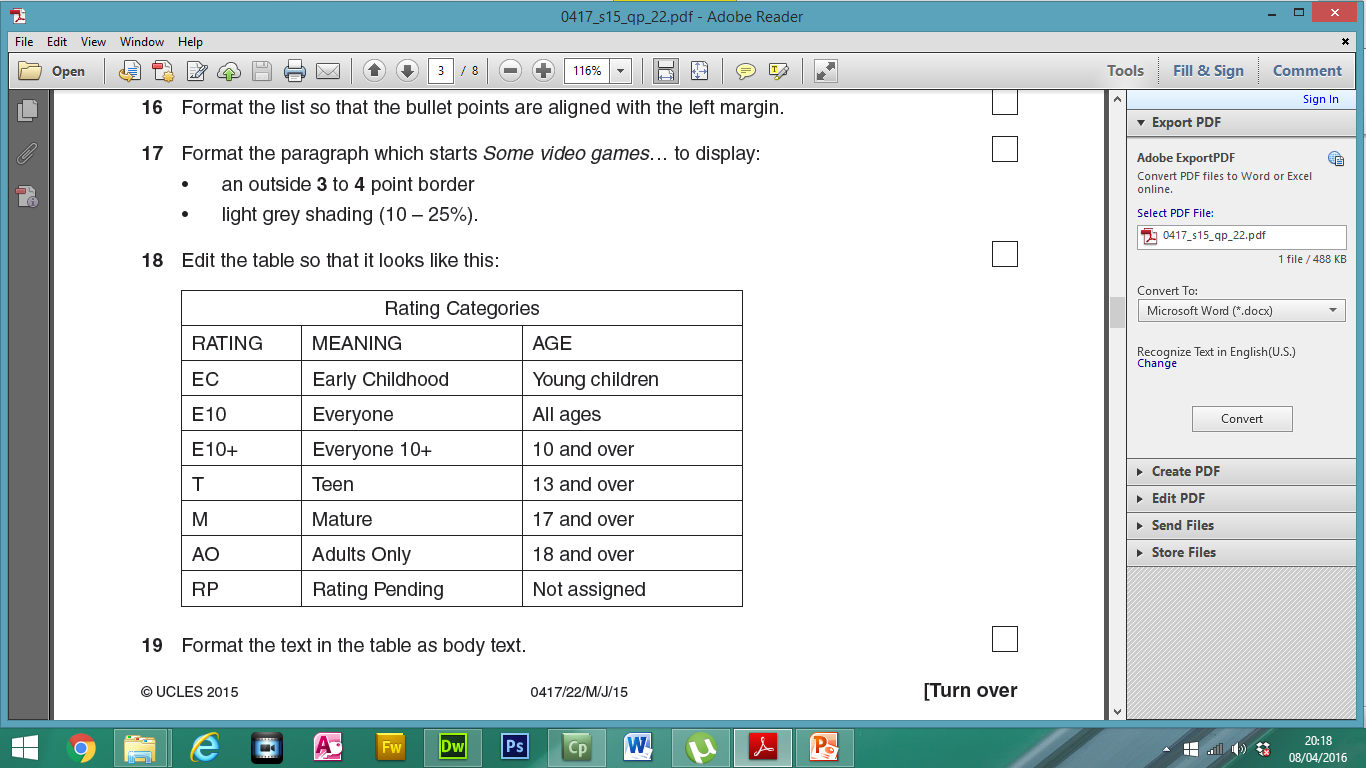 0417_s15_qp_22.pdf - Adobe Reader
File Edit View Window Help
Open 3 / 8 116% Tools Fill & Sign Comment
Sign In
16 Format the list so that the bullet points are aligned with the left margin.
17 Format the paragraph which starts Some video games… to display:
• an outside 3 to 4 point border
• light grey shading (10 – 25%).
18 Edit the table so that it looks like this:
Rating Categories
RATING MEANING AGE
EC Early Childhood Young children
E10 Everyone All ages
E10+ Everyone 10+ 10 and over
T Teen 13 and over
M Mature 17 and over
AO Adults Only 18 and over
RP Rating Pending Not assigned
19 Format the text in the table as body text.
© UCLES 2015 0417/22/M/J/15 [Turn over
Export PDF
Adobe ExportPDF
Convert PDF files to Word or Excel
online.
Select PDF File:
0417_s15_qp_22.pdf
1 file / 488 KB
Convert To:
Microsoft Word (*.docx)
Recognize Text in English(U.S.)
Change
Convert
Create PDF
Edit PDF
Send Files
Store Files
Fw Dw Ps Cp
20:18
08/04/2016